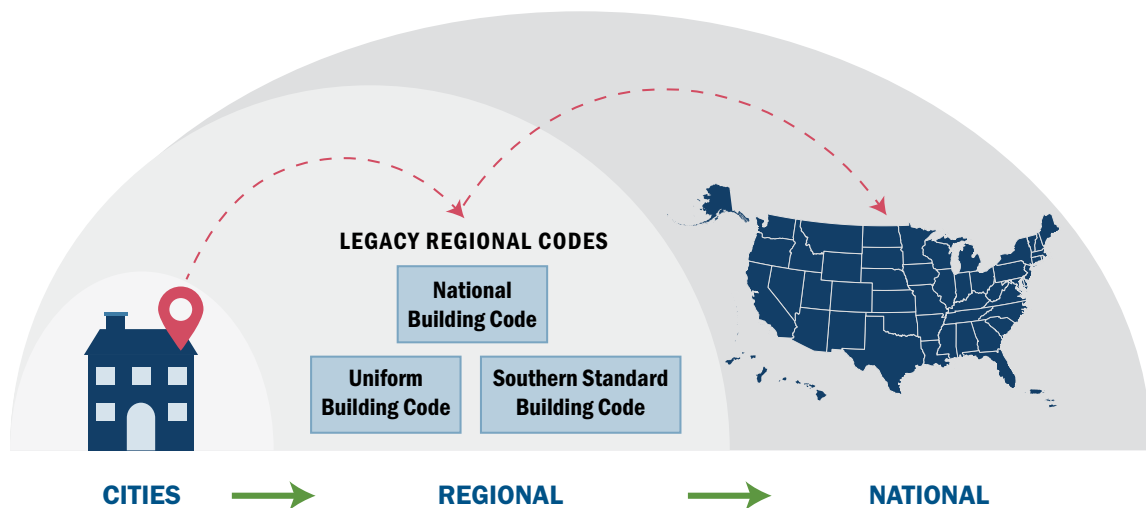 LEGACY REGIONAL CODES
National
Building Code
Uniform
Building Code
Southern Standard
Building Code
CITIES
REGIONAL
NATIONAL